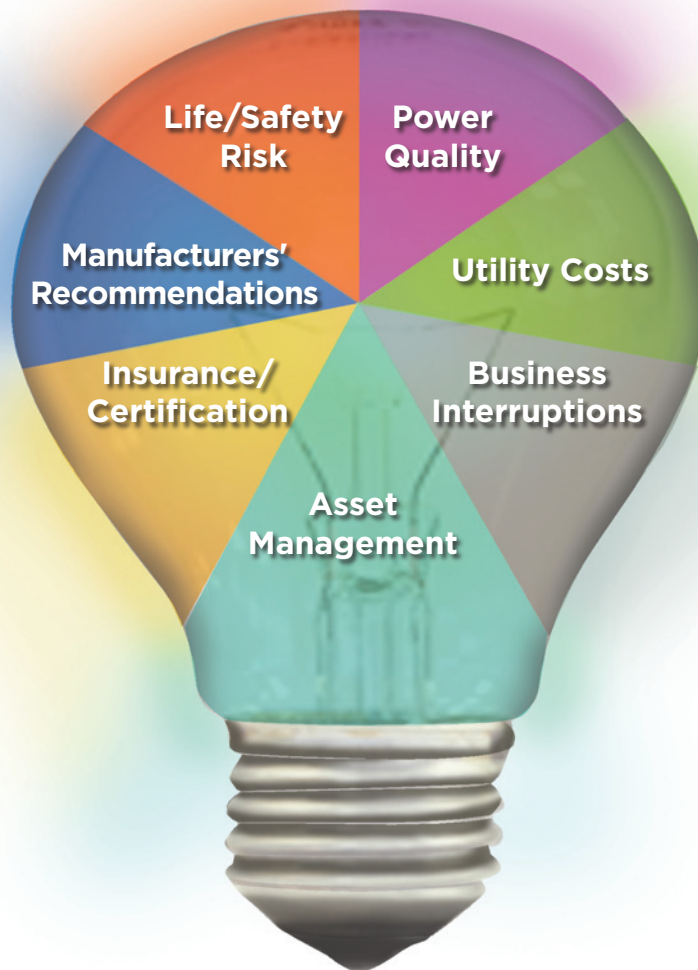 Life/Safety
Risk
Power
Quality
Manufacturers'
Recommendations
Utility Costs
Insurance/
Certification
Business
Interruptions
Asset
Management